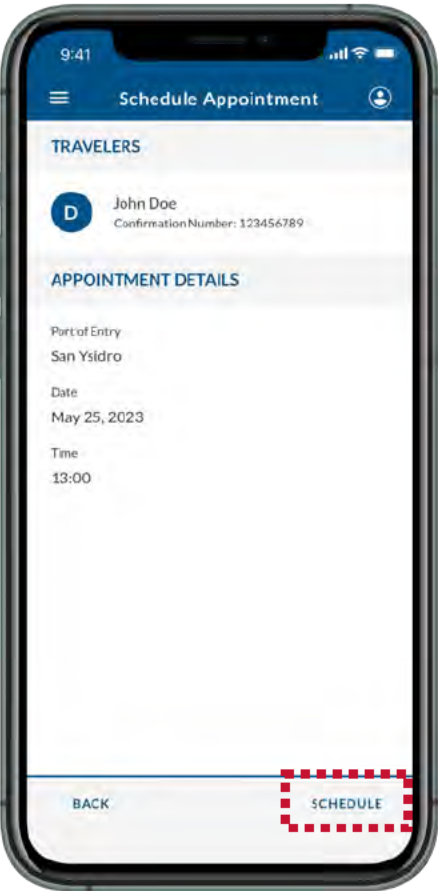 9:41
Schedule Appointment
TRAVELERS
D
John Doe
Confirmation Number: 123456789
APPOINTMENT DETAILS
Port of Entry
San Ysidro
Date
May 25, 2023
Time
13:00
BACK
SCHEDULE